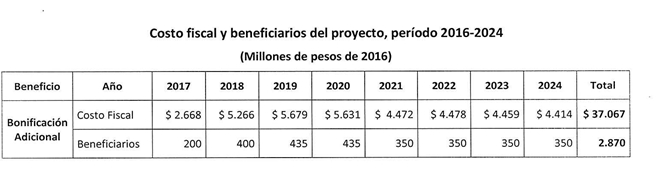 Costo fiscal y beneficiarios del proyecto, período 2016-2024
(Millones de pesos de 2016)
Beneficio Año 2017 2018 2019 2020 2021 2022 2023 2024 Total
Bonificación Adicional Costo Fiscal $ 2.668 $ 5.266 $ 5.679 $ 5.631 $ 4.472 $ 4.478 $ 4.459 $ 4.414 $ 37.067
Beneficiarios 200 400 435 435 350 350 350 350 2.870